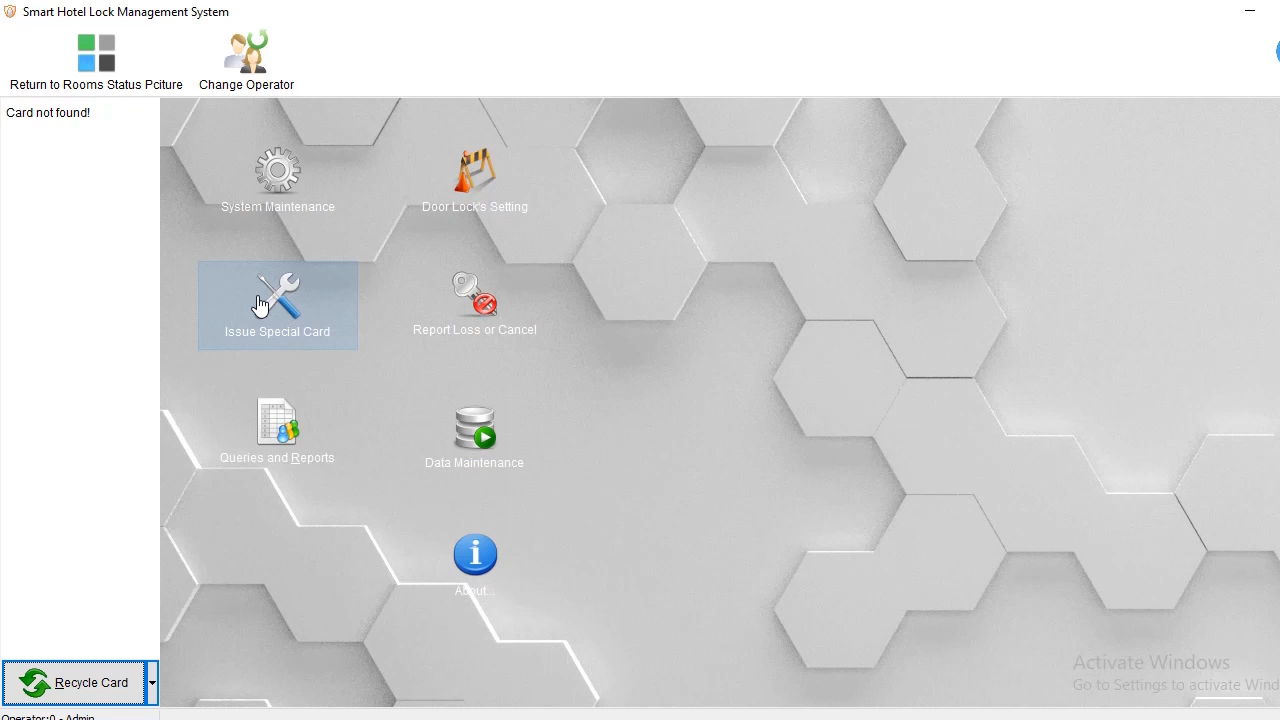 Smart Hotel Lock Management System
Return to Rooms Status Pciture
Change Operator
Card not found!
System Maintenance
Door Lock's Setting
Issue Special Card
Report Loss or Cancel
Queries and Reports
Data Maintenance
About...
Activate Windows
Go to Settings to activate Wind
Recycle Card
Operator:0 - Admin